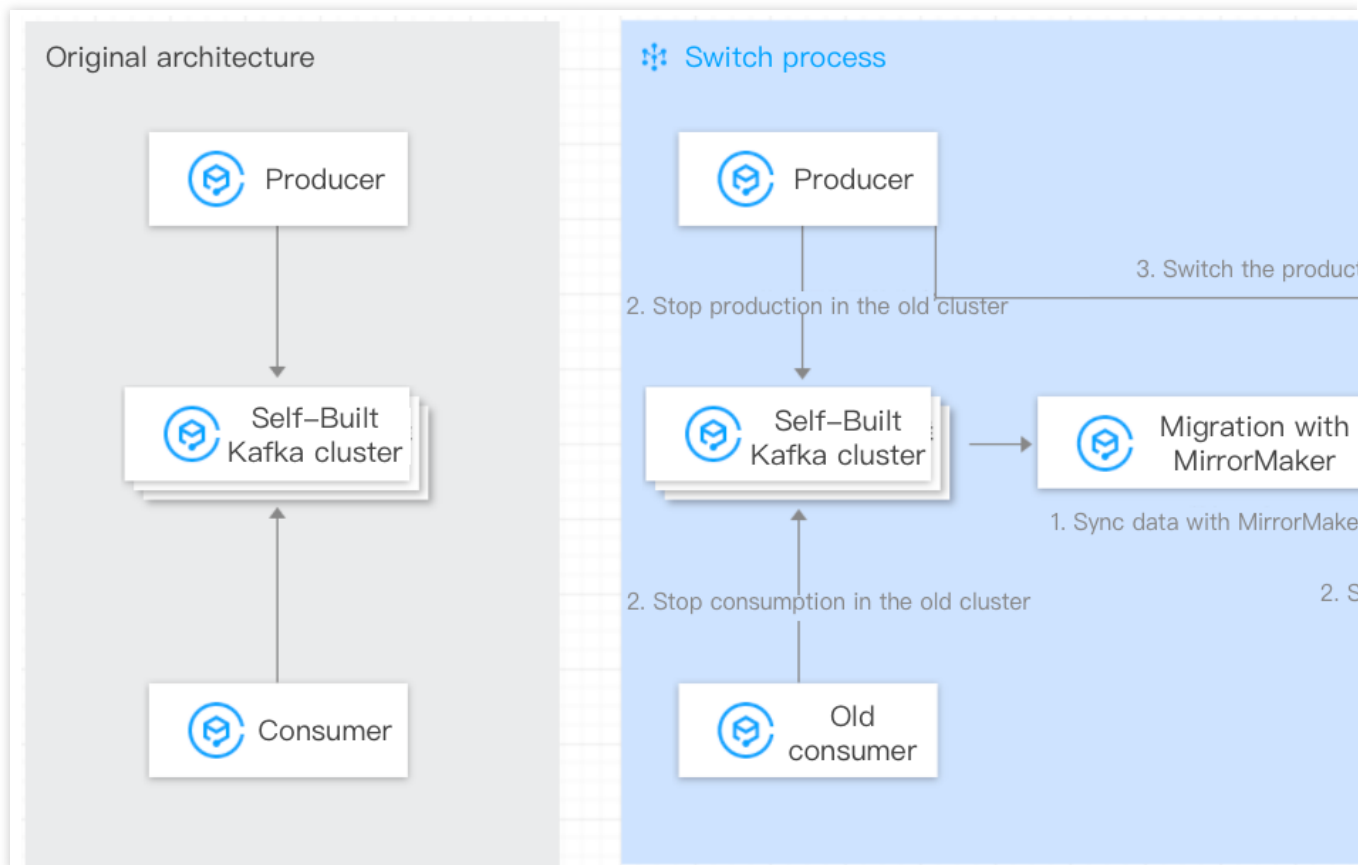 Original architecture
Producer
Self-Built
Kafka cluster
Consumer
Switch process
Producer
3. Switch the product
2. Stop production in the old cluster
Self-Built
Kafka cluster
Migration with
MirrorMaker
1. Sync data with MirrorMake
2. S
2. Stop consumption in the old cluster
Old
consumer